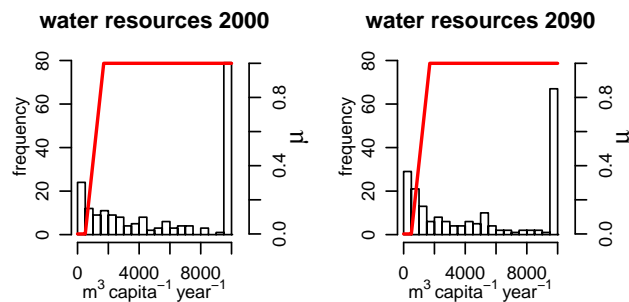 water resources 2000
water resources 2090
frequency
0 20 40 60 80
0 4000 8000
m³ capita⁻¹ year⁻¹
0.0 0.4 0.8
μ
frequency
0 20 40 60 80
0 4000 8000
m³ capita⁻¹ year⁻¹
0.0 0.4 0.8
μ